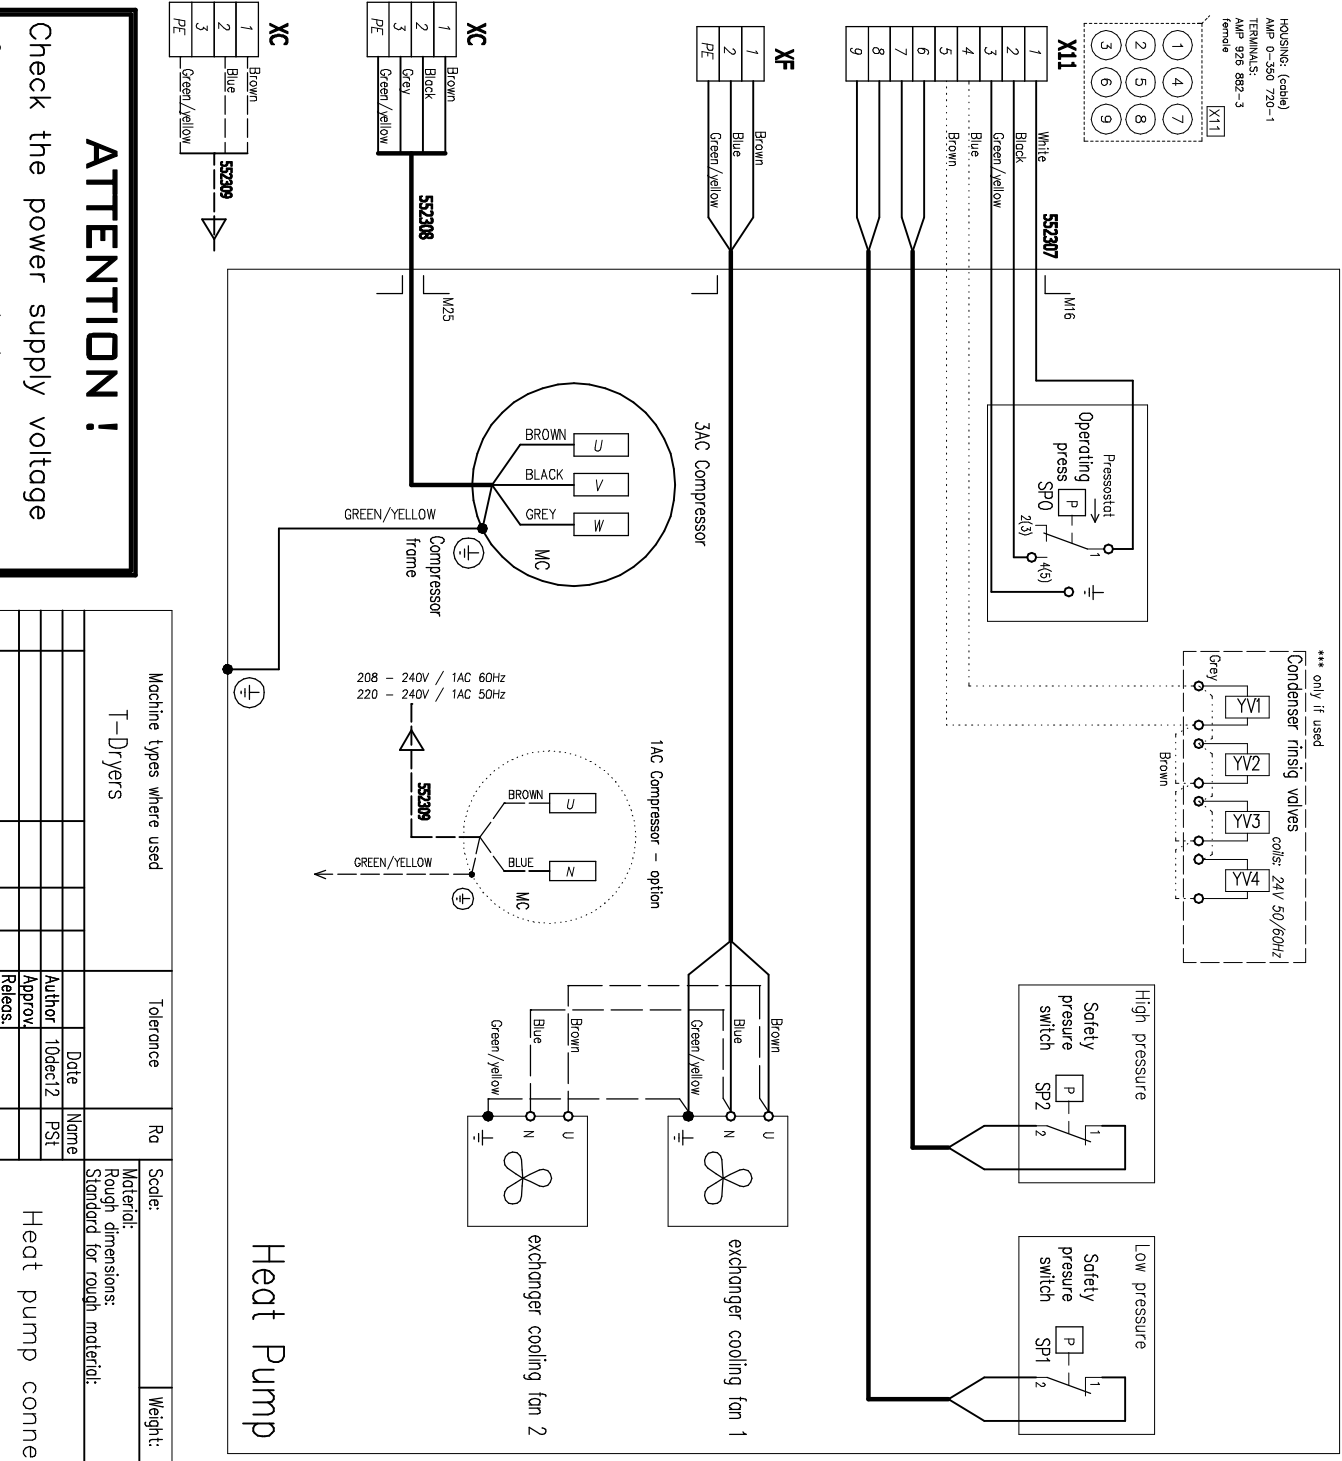 HOUSING: (cable)
AMP 0-350 720-1
TERMINALS:
AMP 926 882-3
female
X11
1 4 7
2 5 8
3 6 9
X11
1 White
2 Black
3 Green/yellow
4 Blue
5 Brown
6
7
8
9
552307
M16
XF
1 Brown
2 Blue
PE Green/yellow
XC
1 Brown
2 Black
3 Grey
PE Green/yellow
552308
M25
XC
1 Brown
2 Blue
3
PE Green/yellow
552309
Pressostat
Operating
press
SP0
P
1
2(3)
4(5)
*** only if used
Condenser rinsig valves
coils: 24V 50/60Hz
Grey
Brown
YV1
YV2
YV3
YV4
High pressure
Safety
presure
switch
SP2
P
1
2
Low pressure
Safety
presure
switch
SP1
P
1
2
3AC Compressor
BROWN U
BLACK V
GREY W
MC
GREEN/YELLOW
Compressor
frame
1AC Compressor - option
BROWN U
BLUE N
MC
GREEN/YELLOW
552309
208 - 240V / 1AC 60Hz
220 - 240V / 1AC 50Hz
Brown
Blue
Green/yellow
U
N
exchanger cooling fan 1
Brown
Blue
Green/yellow
U
N
exchanger cooling fan 2
Heat Pump
ATTENTION !
Check the power supply voltage
Machine types where used
T-Dryers
Tolerance
Ra
Scale:
Weight:
Date
Name
Author
10dec12
PSt
Approv.
Releas.
Material:
Rough dimensions:
Standard for rough material:
Heat pump conne